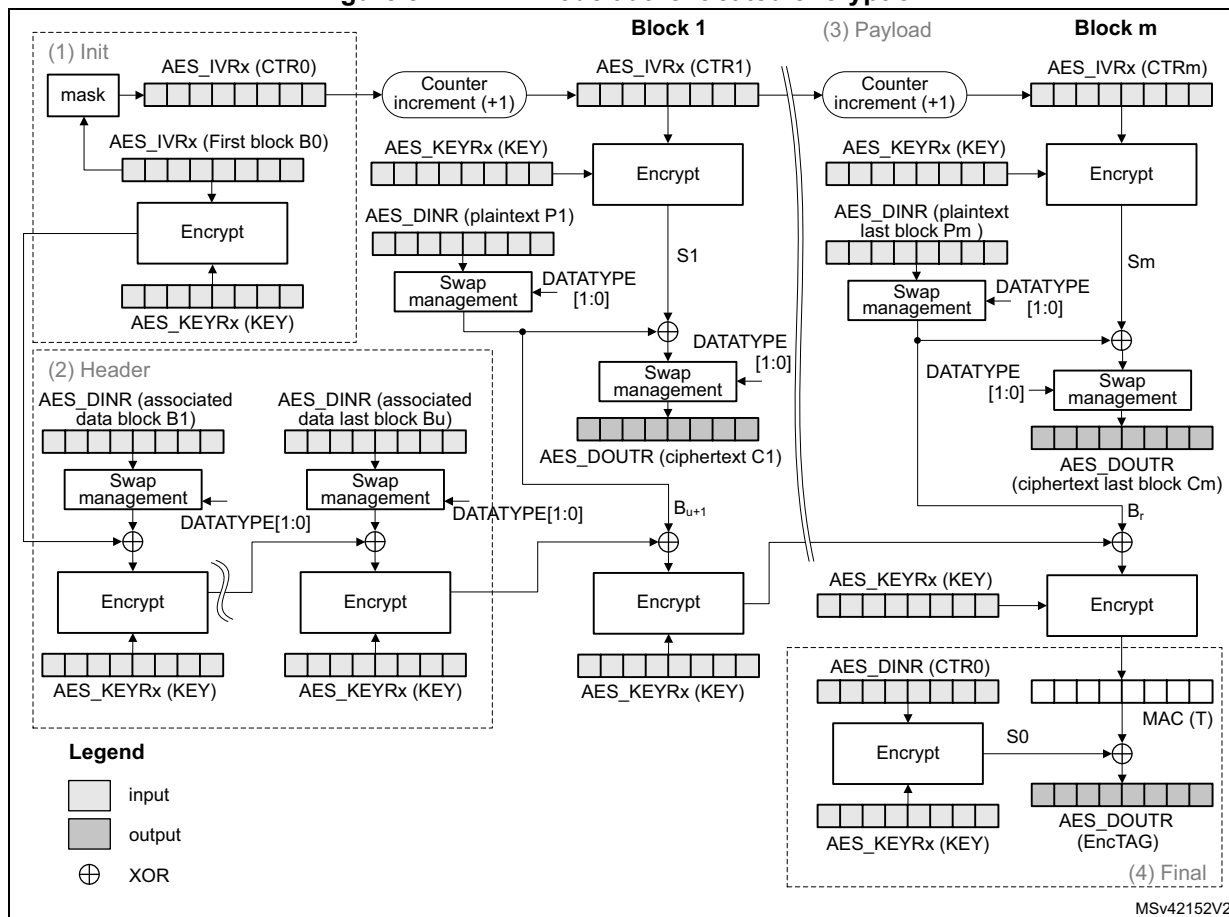 (1) Init
mask
AES_IVRx (CTR0)
AES_IVRx (First block B0)
Encrypt
AES_KEYRx (KEY)
Counter
increment (+1)
Block 1
AES_IVRx (CTR1)
AES_KEYRx (KEY)
Encrypt
AES_DINR (plaintext P1)
Swap
management
DATATYPE
[1:0]
S1
DATATYPE
[1:0]
Swap
management
AES_DOUTR (ciphertext C1)
(3) Payload
Counter
increment (+1)
Block m
AES_IVRx (CTRm)
AES_KEYRx (KEY)
Encrypt
AES_DINR (plaintext
last block Pm )
Swap
management
DATATYPE
[1:0]
Sm
DATATYPE
[1:0]
Swap
management
AES_DOUTR
(ciphertext last block Cm)
(2) Header
AES_DINR (associated
data block B1)
Swap
management
DATATYPE[1:0]
Encrypt
AES_KEYRx (KEY)
AES_DINR (associated
data last block Bu)
Swap
management
DATATYPE[1:0]
Encrypt
AES_KEYRx (KEY)
Bu+1
Encrypt
AES_KEYRx (KEY)
Br
AES_KEYRx (KEY)
Encrypt
AES_DINR (CTR0)
Encrypt
S0
AES_KEYRx (KEY)
MAC (T)
AES_DOUTR
(EncTAG)
(4) Final
Legend
input
output
XOR
MSv42152V2